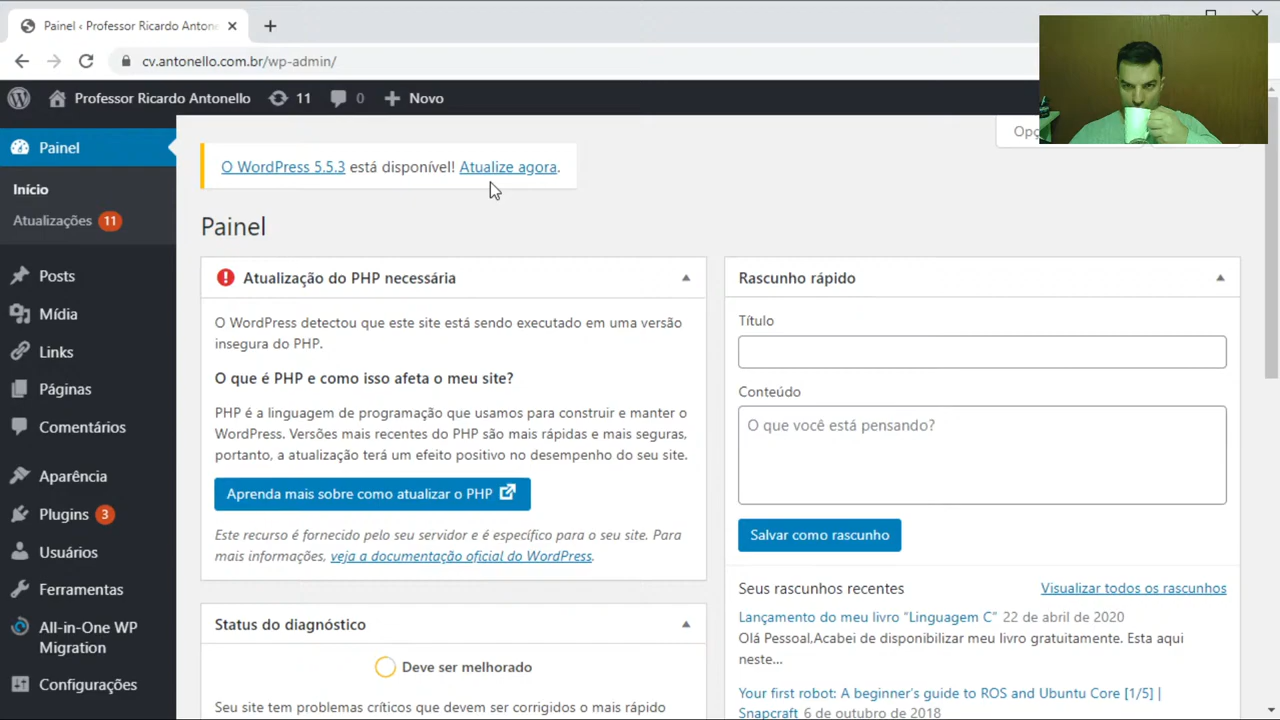 Painel ‹ Professor Ricardo Antone
cv.antonello.com.br/wp-admin/
Professor Ricardo Antonello 11 0 Novo
Painel
Início
Atualizações 11
Posts
Mídia
Links
Páginas
Comentários
Aparência
Plugins 3
Usuários
Ferramentas
All-in-One WP
Migration
Configurações
O WordPress 5.5.3 está disponível! Atualize agora.
Painel
Atualização do PHP necessária
O WordPress detectou que este site está sendo executado em uma versão
insegura do PHP.
O que é PHP e como isso afeta o meu site?
PHP é a linguagem de programação que usamos para construir e manter o
WordPress. Versões mais recentes do PHP são mais rápidas e mais seguras,
portanto, a atualização terá um efeito positivo no desempenho do seu site.
Aprenda mais sobre como atualizar o PHP
Este recurso é fornecido pelo seu servidor e é específico para o seu site. Para
mais informações, veja a documentação oficial do WordPress.
Status do diagnóstico
Deve ser melhorado
Seu site tem problemas críticos que devem ser corrigidos o mais rápido
Rascunho rápido
Título
Conteúdo
O que você está pensando?
Salvar como rascunho
Seus rascunhos recentes Visualizar todos os rascunhos
Lançamento do meu livro “Linguagem C” 22 de abril de 2020
Olá Pessoal,Acabei de disponibilizar meu livro gratuitamente. Esta aqui
neste...
Your first robot: A beginner’s guide to ROS and Ubuntu Core [1/5] |
Snapcraft 6 de outubro de 2018